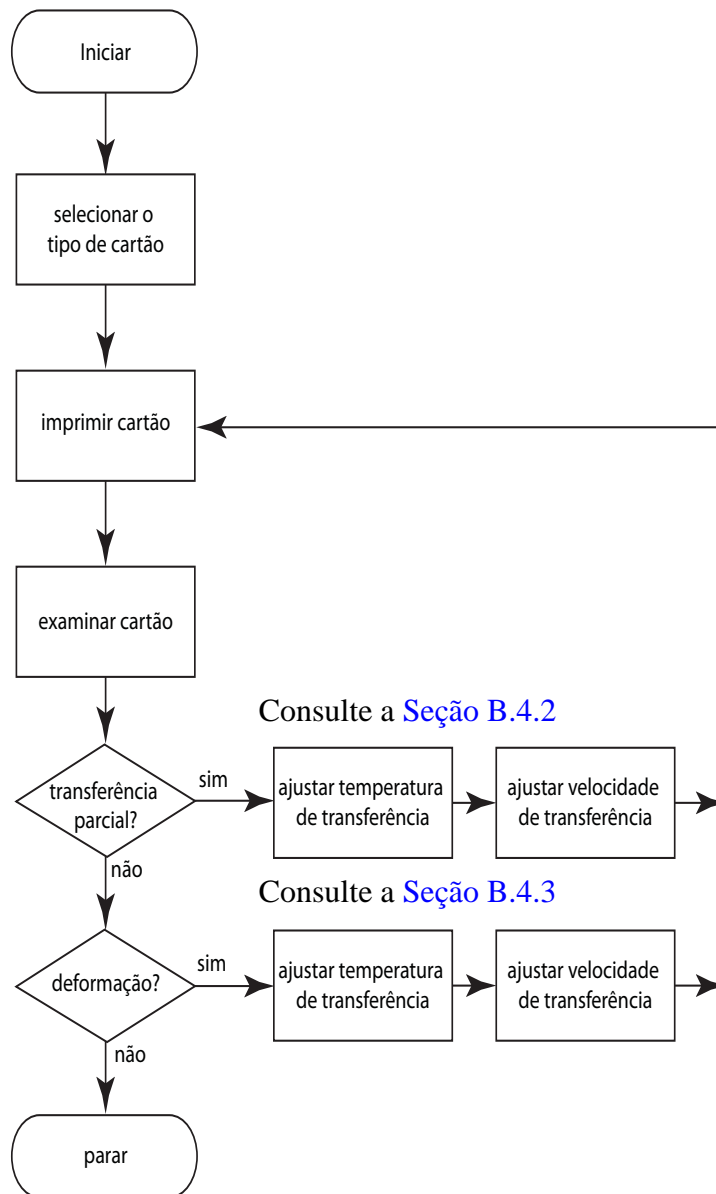 Iniciar
selecionar o
tipo de cartão
imprimir cartão
examinar cartão
Consulte a Seção B.4.2
transferência
parcial?
sim
ajustar temperatura
de transferência
ajustar velocidade
de transferência
não
Consulte a Seção B.4.3
deformação?
sim
ajustar temperatura
de transferência
ajustar velocidade
de transferência
não
parar